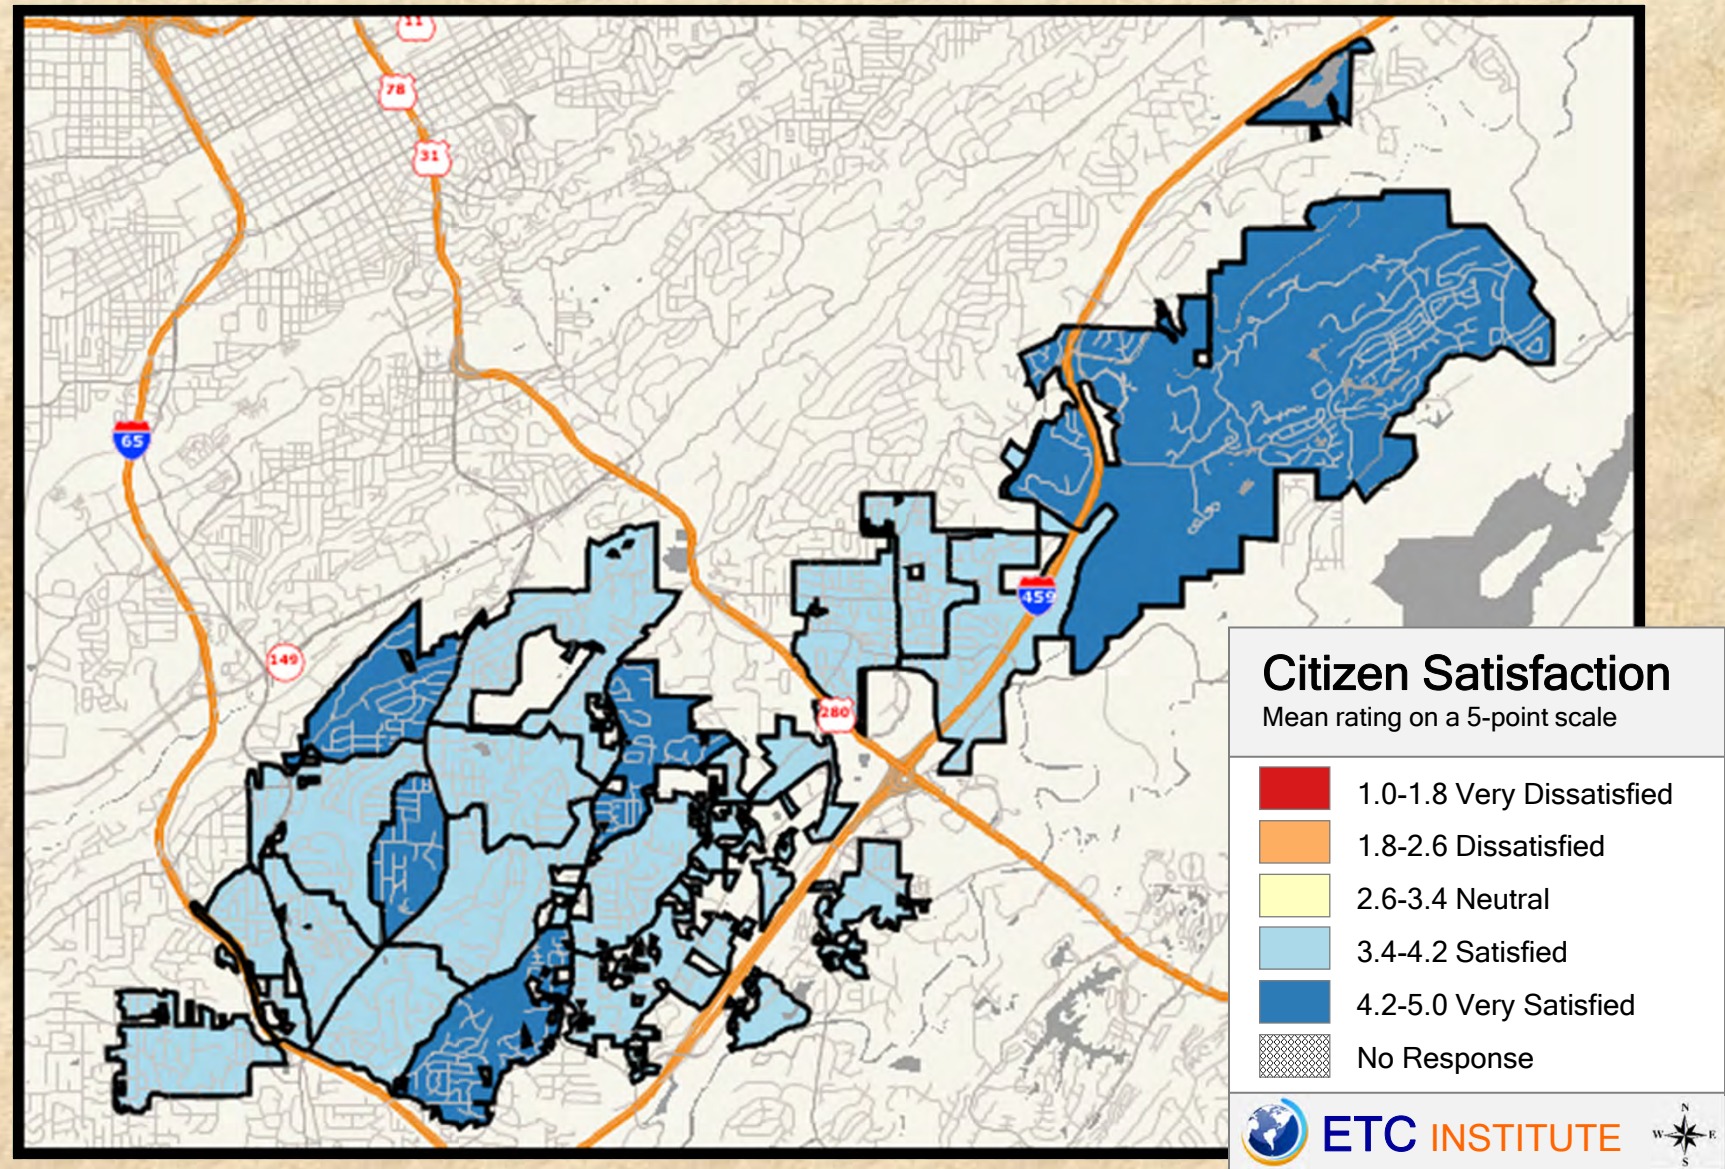 11
78
31
65
149
459
280
Citizen Satisfaction
Mean rating on a 5-point scale
1.0-1.8 Very Dissatisfied
1.8-2.6 Dissatisfied
2.6-3.4 Neutral
3.4-4.2 Satisfied
4.2-5.0 Very Satisfied
No Response
ETC INSTITUTE
N
W E
S